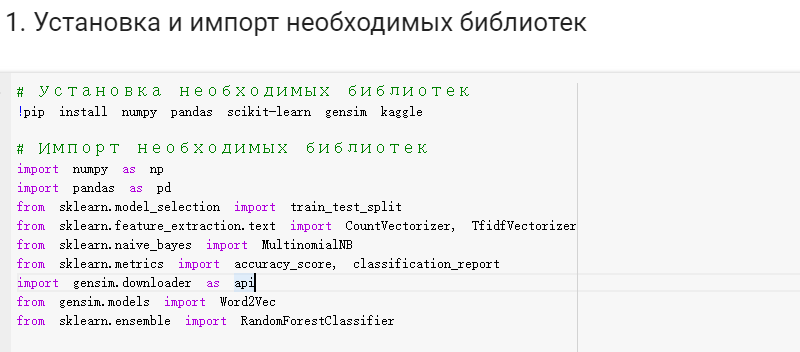 1. Установка и импорт необходимых библиотек
# Установка необходимых библиотек
!pip install numpy pandas scikit-learn gensim kaggle
# Импорт необходимых библиотек
import numpy as np
import pandas as pd
from sklearn.model_selection import train_test_split
from sklearn.feature_extraction.text import CountVectorizer, TfidfVectorizer
from sklearn.naive_bayes import MultinomialNB
from sklearn.metrics import accuracy_score, classification_report
import gensim.downloader as api
from gensim.models import Word2Vec
from sklearn.ensemble import RandomForestClassifier